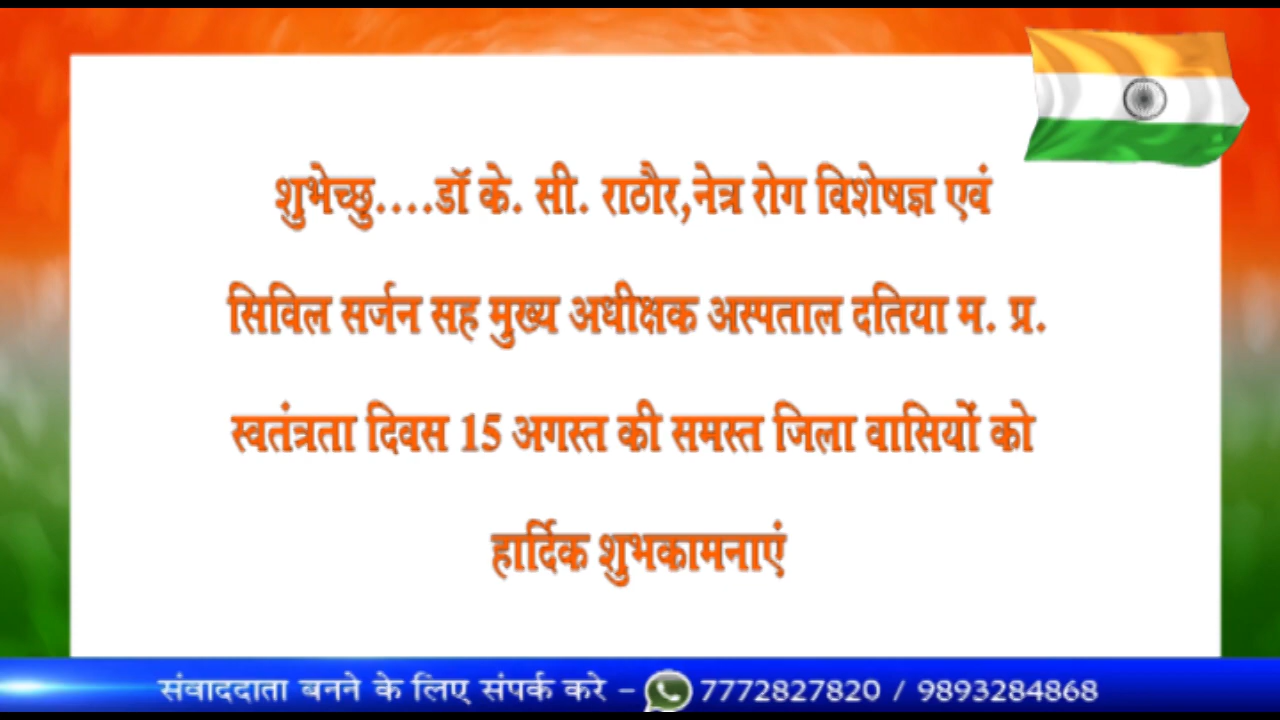 शुभेच्छु....डॉ के. सी. राठौर,नेत्र रोग विशेषज्ञ एवं
सिविल सर्जन सह मुख्य अधीक्षक अस्पताल दतिया म. प्र.
स्वतंत्रता दिवस 15 अगस्त की समस्त जिला वासियों को
हार्दिक शुभकामनाएं
संवाददाता बनने के लिए संपर्क करे – 7772827820 / 9893284868